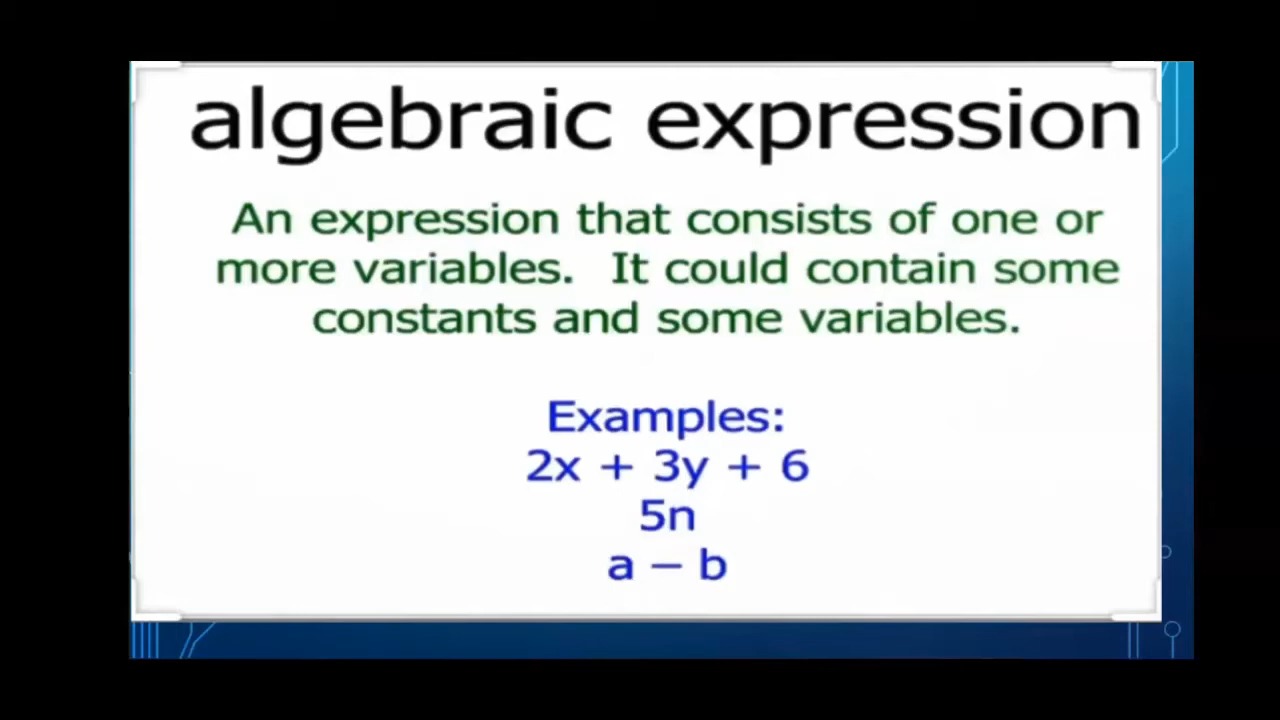 algebraic expression
An expression that consists of one or
more variables. It could contain some
constants and some variables.
Examples:
2x + 3y + 6
5n
a – b